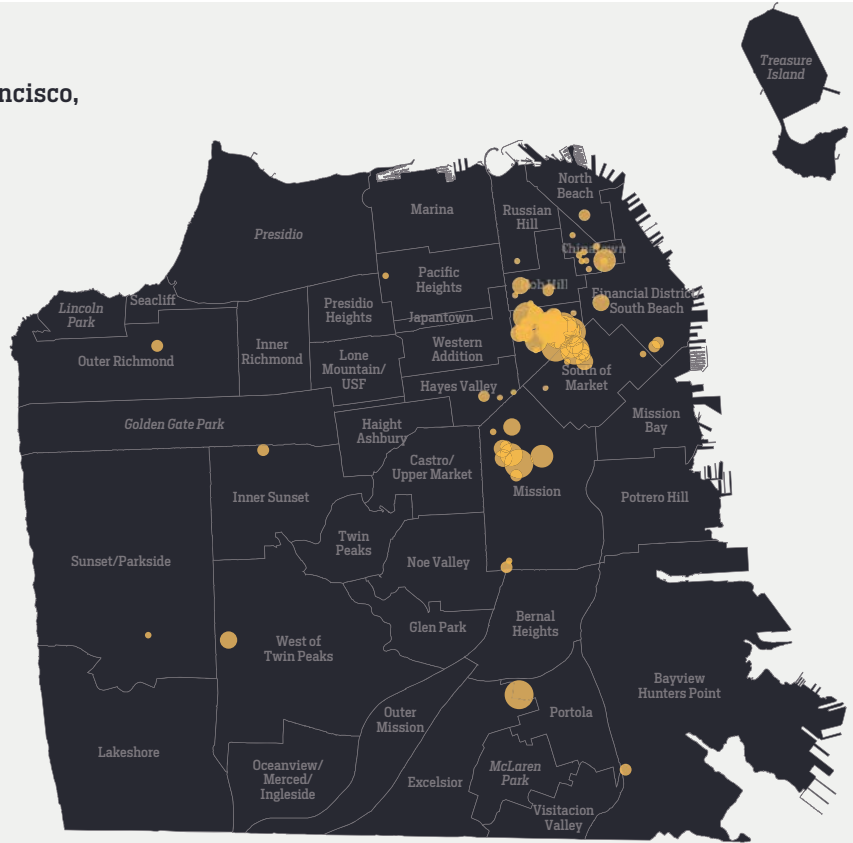 ncisco,
Treasure
Island
North
Beach
Marina
Russian
Hill
Presidio
Chinatown
Pacific
Heights
Nob Hill
Seacliff
Lincoln
Park
Financial District/
South Beach
Presidio
Heights
Japantown
Outer Richmond
Inner
Richmond
Western
Addition
Lone
Mountain/
USF
South of
Market
Hayes Valley
Golden Gate Park
Haight
Ashbury
Mission
Bay
Castro/
Upper Market
Inner Sunset
Mission
Potrero Hill
Twin
Peaks
Sunset/Parkside
Noe Valley
Glen Park
Bernal
Heights
West of
Twin Peaks
Bayview
Hunters Point
Outer
Mission
Portola
Lakeshore
Oceanview/
Merced/
Ingleside
Excelsior
McLaren
Park
Visitacion
Valley